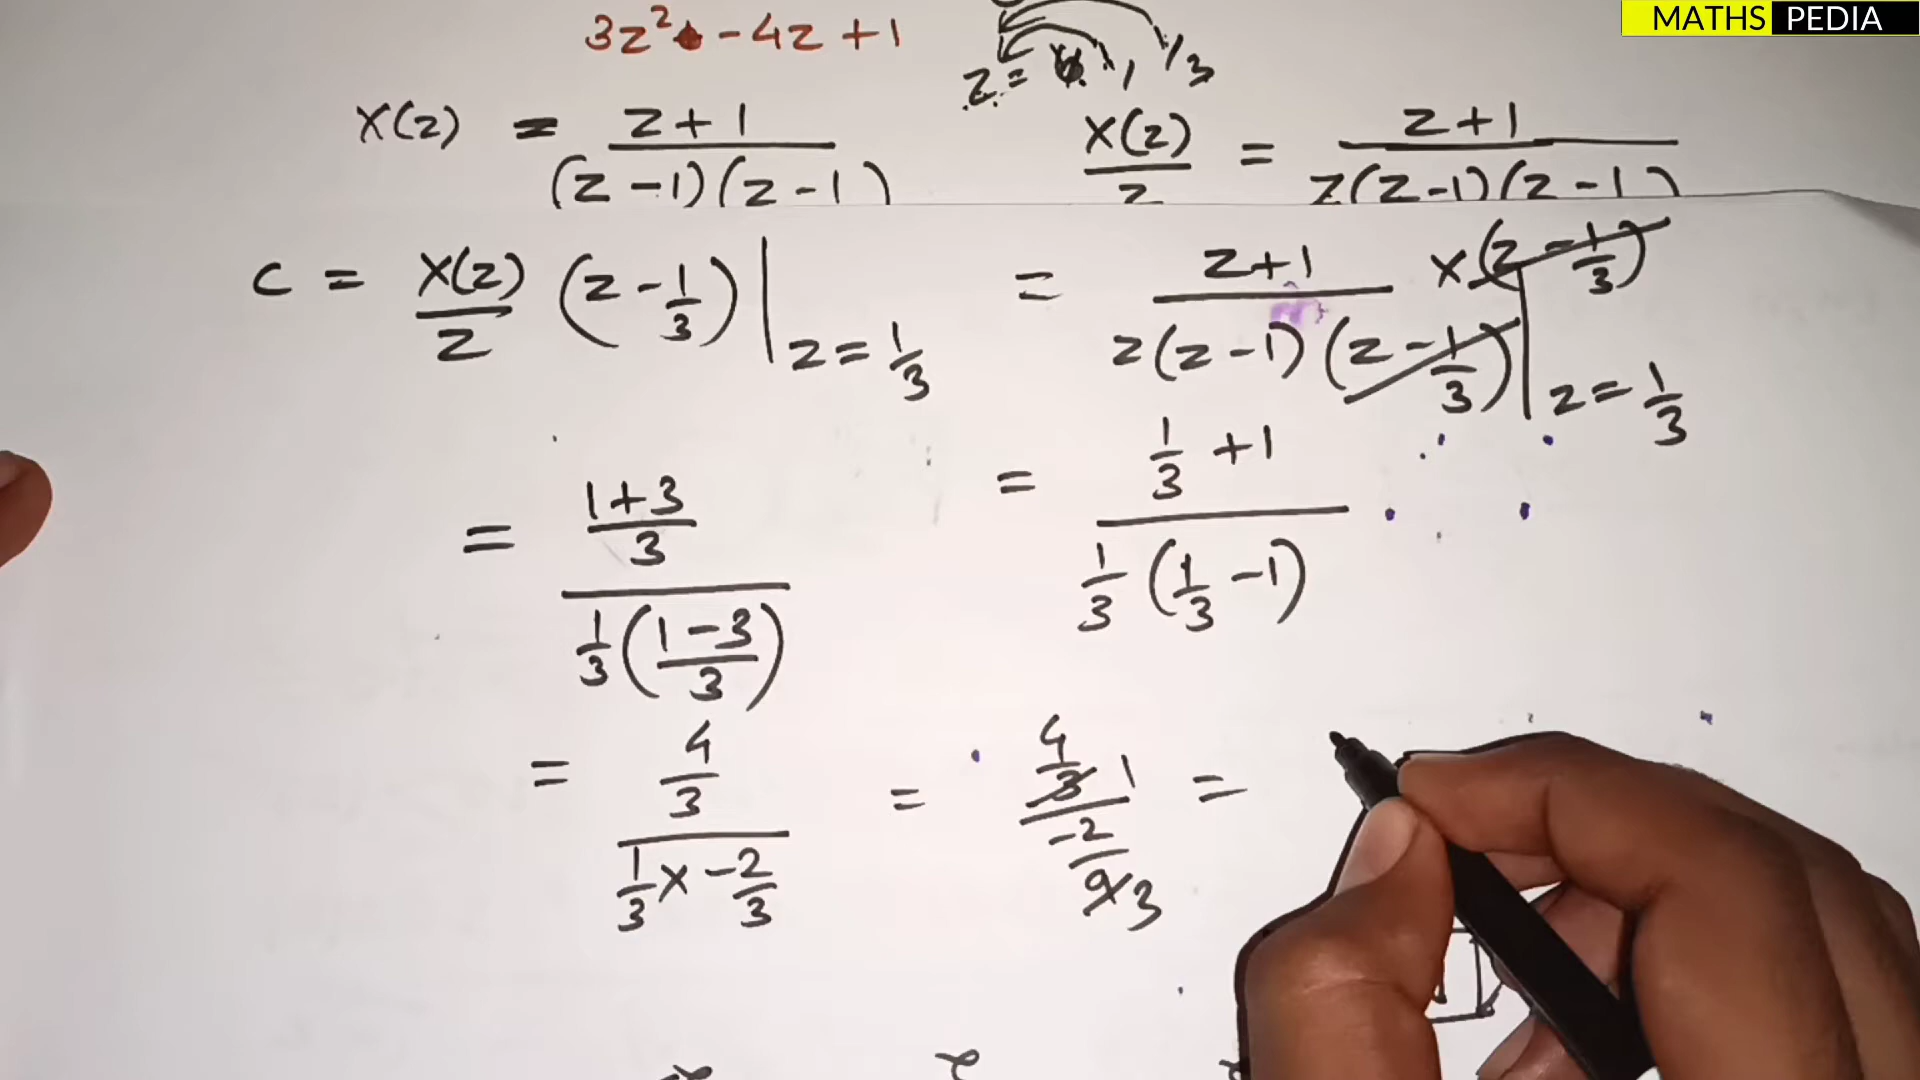 MATHS PEDIA
3z² - 4z + 1
z = 1, 1/3
X(z) = z+1 / (z-1)(z-1
X(z)/z = z+1 / z(z-1)(z-1
C = X(z)/z (z - 1/3) | z = 1/3 = z+1 / z(z-1)(z - 1/3) × (z - 1/3) | z = 1/3
= 1/3 + 1 / 1/3 (1/3 - 1)
= 1+3/3 / 1/3 (1-3/3)
= 4/3 / 1/3 × -2/3 = 4/3 1 / -2/9 3 =